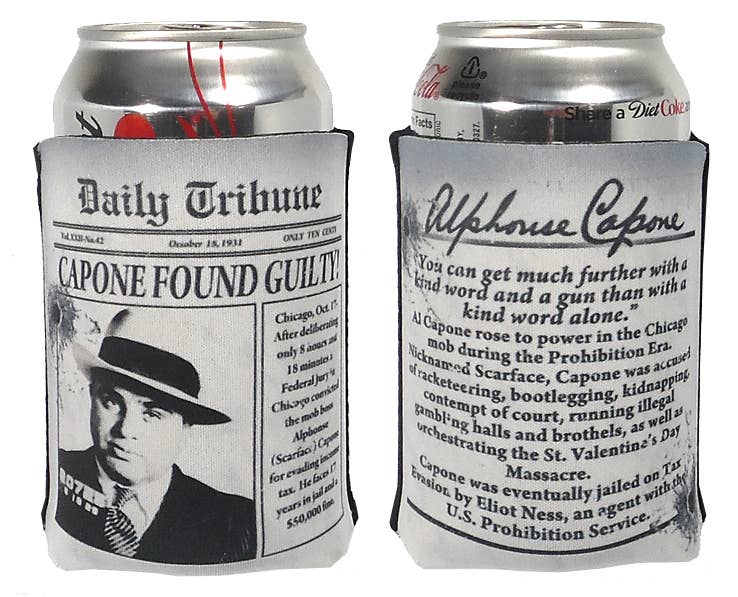 Daily Tribune
Vol.XXII-No.42 October 18, 1931 ONLY TEN CENTS
CAPONE FOUND GUILTY!
Chicago, Oct. 17-
After deliberating
only 8 hours and
18 minutes a
Federal jury in
Chicago convicted
the mob boss
Alphonse
(Scarface) Capone
for evading income
tax. He faces 17
years in jail and a
$50,000 fine.
Coca-Cola
please
recycle
Facts
Share a Diet Coke
Alphonse Capone
"You can get much further with a
kind word and a gun than with a
kind word alone."
Al Capone rose to power in the Chicago
mob during the Prohibition Era.
Nicknamed Scarface, Capone was accused
of racketeering, bootlegging, kidnapping,
contempt of court, running illegal
gambling halls and brothels, as well as
orchestrating the St. Valentine's Day
Massacre.
Capone was eventually jailed on Tax
Evasion by Eliot Ness, an agent with the
U.S. Prohibition Service.